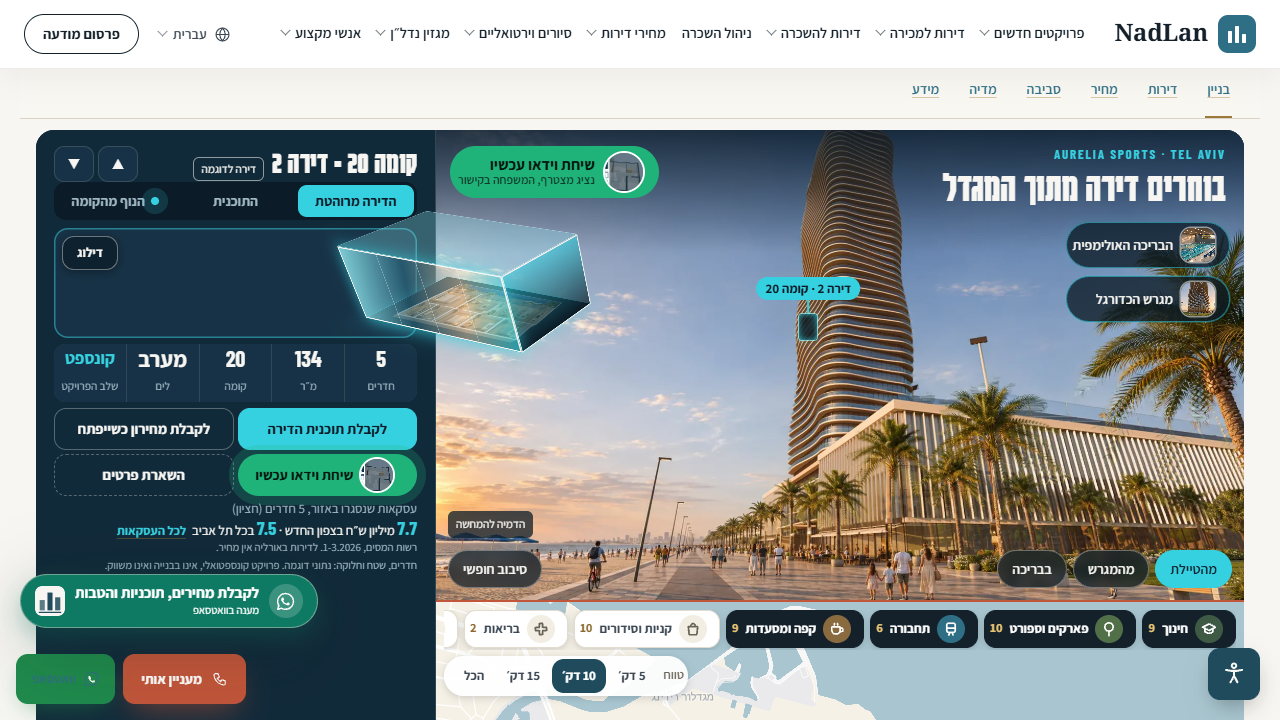 NadLan
פרויקטים חדשים
דירות למכירה
דירות להשכרה
ניהול השכרה
מחירי דירות
סיורים וירטואליים
מגזין נדל״ן
אנשי מקצוע
עברית
פרסום מודעה
בניין
דירות
מחיר
סביבה
מדיה
מידע
AURELIA SPORTS · TEL AVIV
בוחרים דירה מתוך המגדל
הבריכה האולימפית
מגרש הכדורגל
שיחת וידאו עכשיו
נציג מצטרף, המשפחה בקישור
דירה 2 · קומה 20
הדמיה להמחשה
סיבוב חופשי
מהטיילת
מהמגרש
בבריכה
קומה 20 - דירה 2
דירה לדוגמה
▲
▼
הדירה מרוהטת
התוכנית
הנוף מהקומה
דילוג
5
חדרים
134
מ״ר
20
קומה
מערב
לים
קונספט
שלב הפרויקט
לקבלת תוכנית הדירה
לקבלת מחירון כשייפתח
שיחת וידאו עכשיו
השארת פרטים
עסקאות שנסגרו באזור, 5 חדרים (חציון)
7.7 מיליון ש״ח בצפון החדש · 7.5 בכל תל אביב לכל העסקאות
רשות המסים, 1-3.2026. לדירות באורליה אין מחיר.
חדרים, שטח וחלוקה: נתוני דוגמה. פרויקט קונספטואלי, אינו בבנייה ואינו משווק.
לקבלת מחירים, תוכניות והטבות
מענה בוואטסאפ
מעניין אותי
חינוך 9
פארקים וספורט 10
תחבורה 6
קפה ומסעדות 9
קניות וסידורים 10
בריאות 2
טווח
5 דק׳
10 דק׳
15 דק׳
הכל